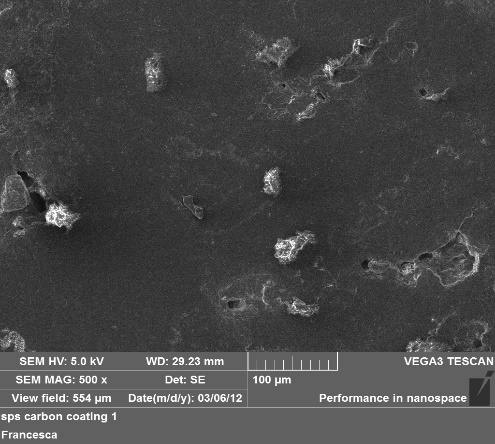 SEM HV: 5.0 kV WD: 29.23 mm VEGA3 TESCAN
SEM MAG: 500 x Det: SE 100 µm
View field: 554 µm Date(m/d/y): 03/06/12 Performance in nanospace
sps carbon coating 1
Francesca